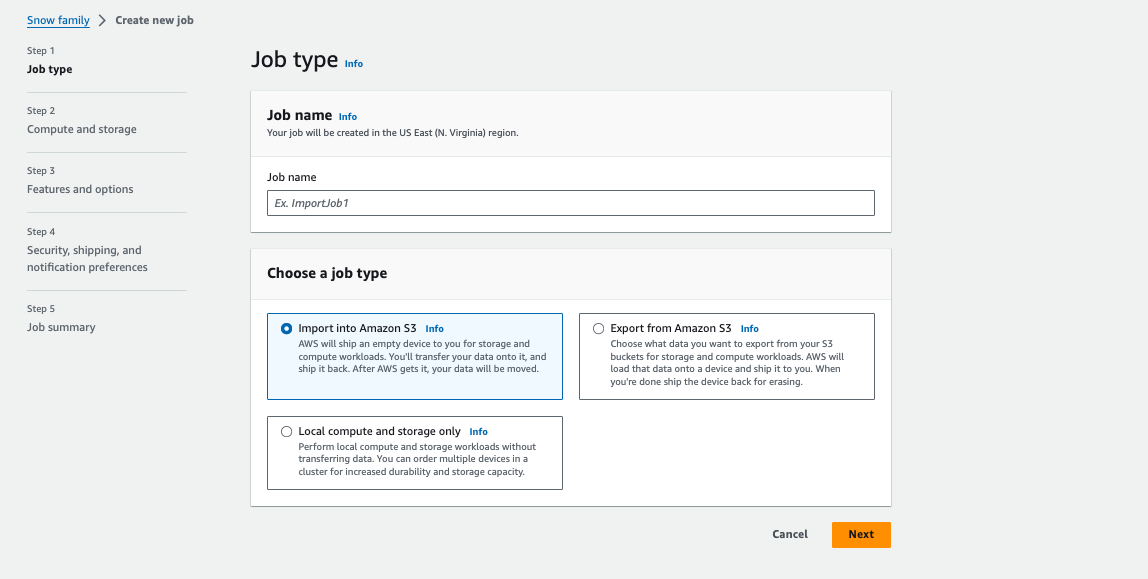 Snow family > Create new job
Step 1
Job type
Step 2
Compute and storage
Step 3
Features and options
Step 4
Security, shipping, and
notification preferences
Step 5
Job summary
Job type Info
Job name Info
Your job will be created in the US East (N. Virginia) region.
Job name
Ex. ImportJob1
Choose a job type
Import into Amazon S3 Info
AWS will ship an empty device to you for storage and
compute workloads. You'll transfer your data onto it, and
ship it back. After AWS gets it, your data will be moved.
Export from Amazon S3 Info
Choose what data you want to export from your S3
buckets for storage and compute workloads. AWS will
load that data onto a device and ship it to you. When
you're done ship the device back for erasing.
Local compute and storage only Info
Perform local compute and storage workloads without
transferring data. You can order multiple devices in a
cluster for increased durability and storage capacity.
Cancel
Next